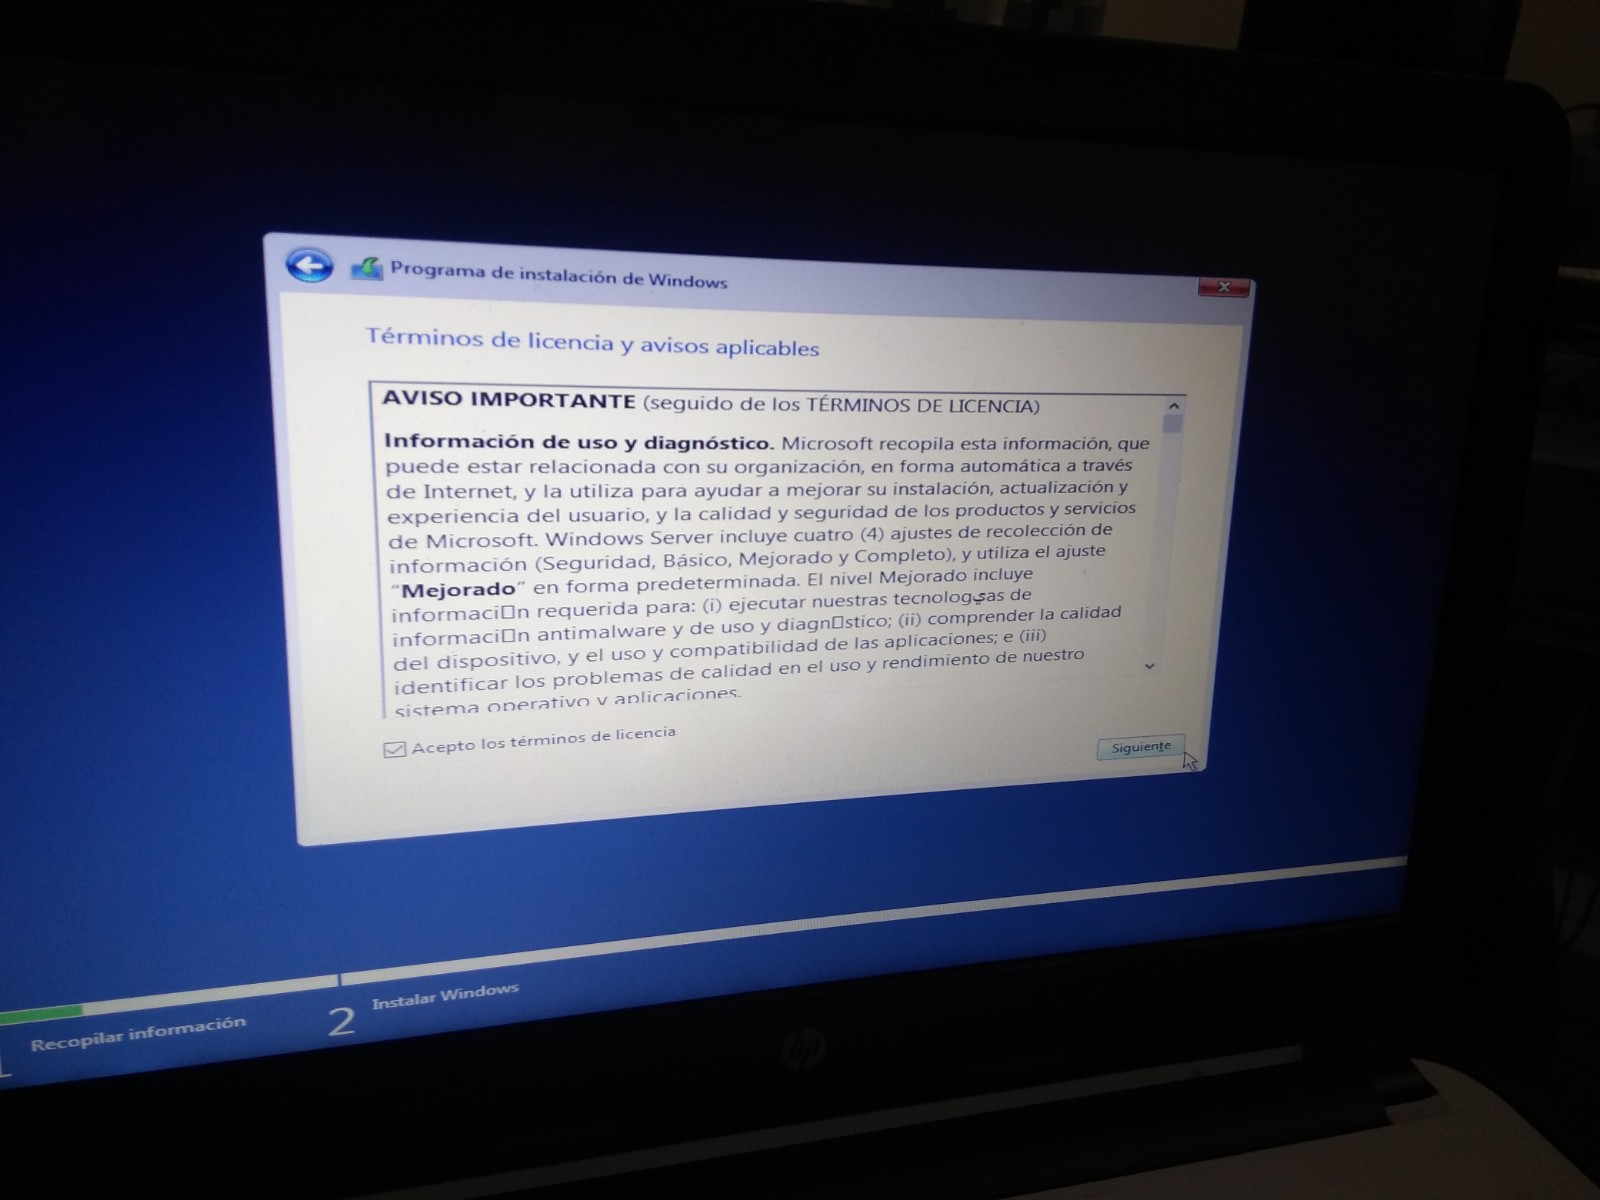 Programa de instalación de Windows
Términos de licencia y avisos aplicables
AVISO IMPORTANTE (seguido de los TÉRMINOS DE LICENCIA)
Información de uso y diagnóstico. Microsoft recopila esta información, que
puede estar relacionada con su organización, en forma automática a través
de Internet, y la utiliza para ayudar a mejorar su instalación, actualización y
experiencia del usuario, y la calidad y seguridad de los productos y servicios
de Microsoft. Windows Server incluye cuatro (4) ajustes de recolección de
información (Seguridad, Básico, Mejorado y Completo), y utiliza el ajuste
“Mejorado” en forma predeterminada. El nivel Mejorado incluye
informaci□n requerida para: (i) ejecutar nuestras tecnologيas de
informaci□n antimalware y de uso y diagn□stico; (ii) comprender la calidad
del dispositivo, y el uso y compatibilidad de las aplicaciones; e (iii)
identificar los problemas de calidad en el uso y rendimiento de nuestro
sistema operativo y aplicaciones.
Acepto los términos de licencia
Siguiente
1 Recopilar información
2 Instalar Windows
hp